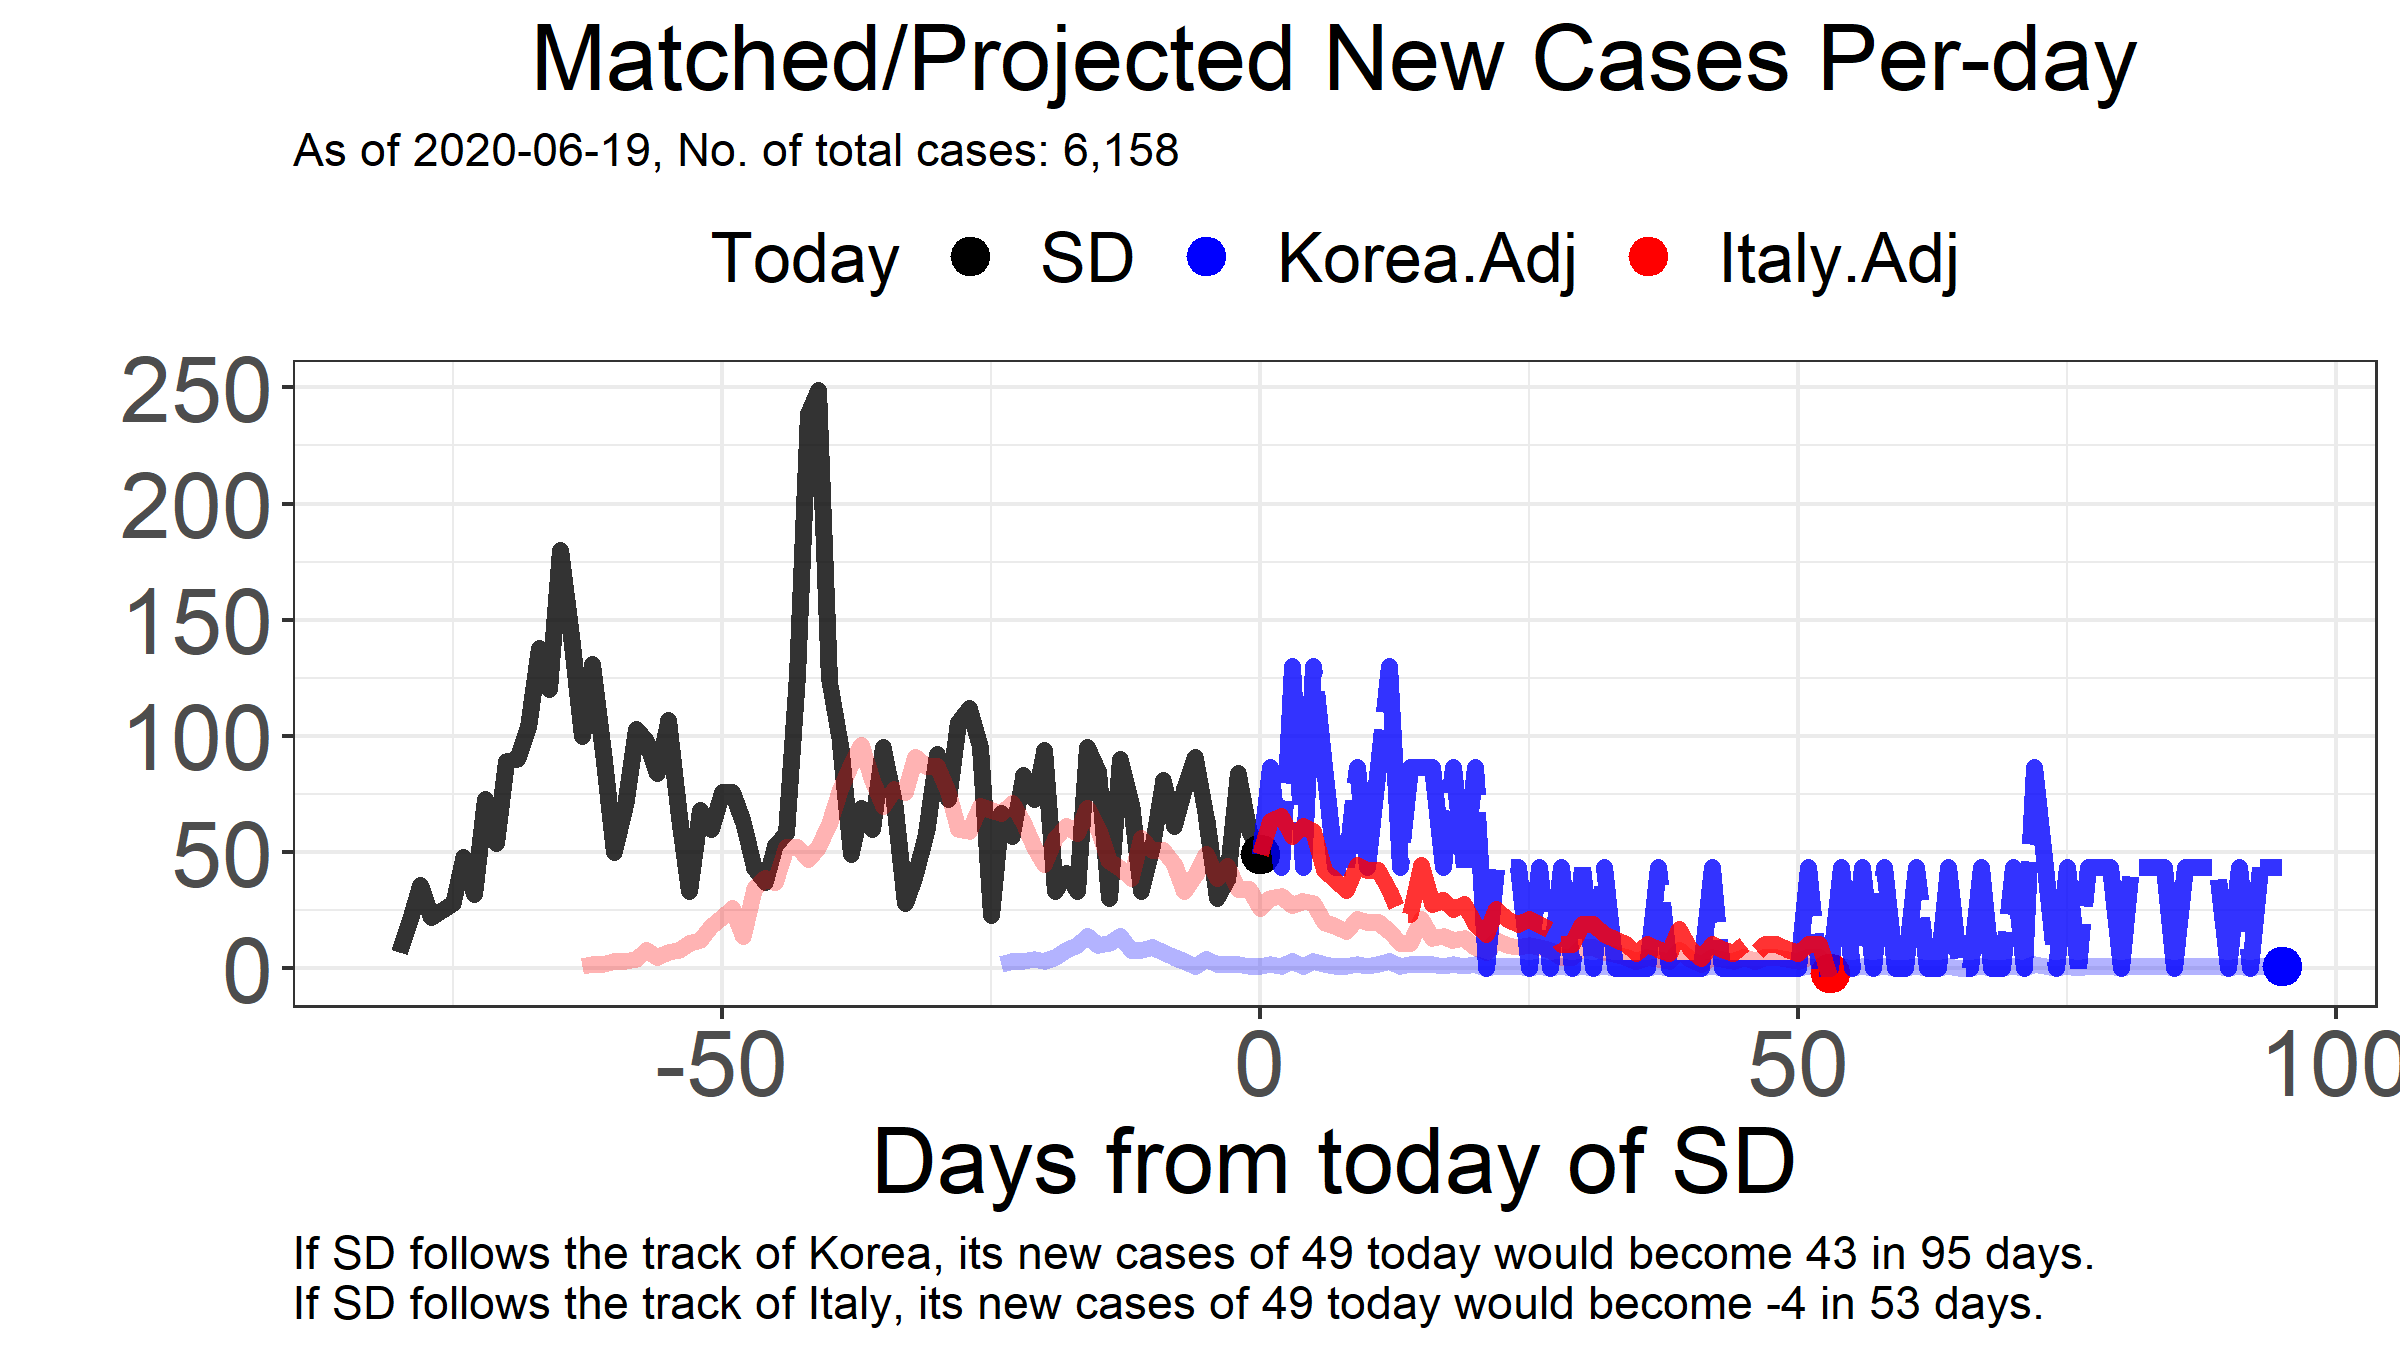 Matched/Projected New Cases Per-day
As of 2020-06-19, No. of total cases: 6,158
Today SD Korea.Adj Italy.Adj
250
200
150
100
50
0
-50 0 50 100
Days from today of SD
If SD follows the track of Korea, its new cases of 49 today would become 43 in 95 days.
If SD follows the track of Italy, its new cases of 49 today would become -4 in 53 days.